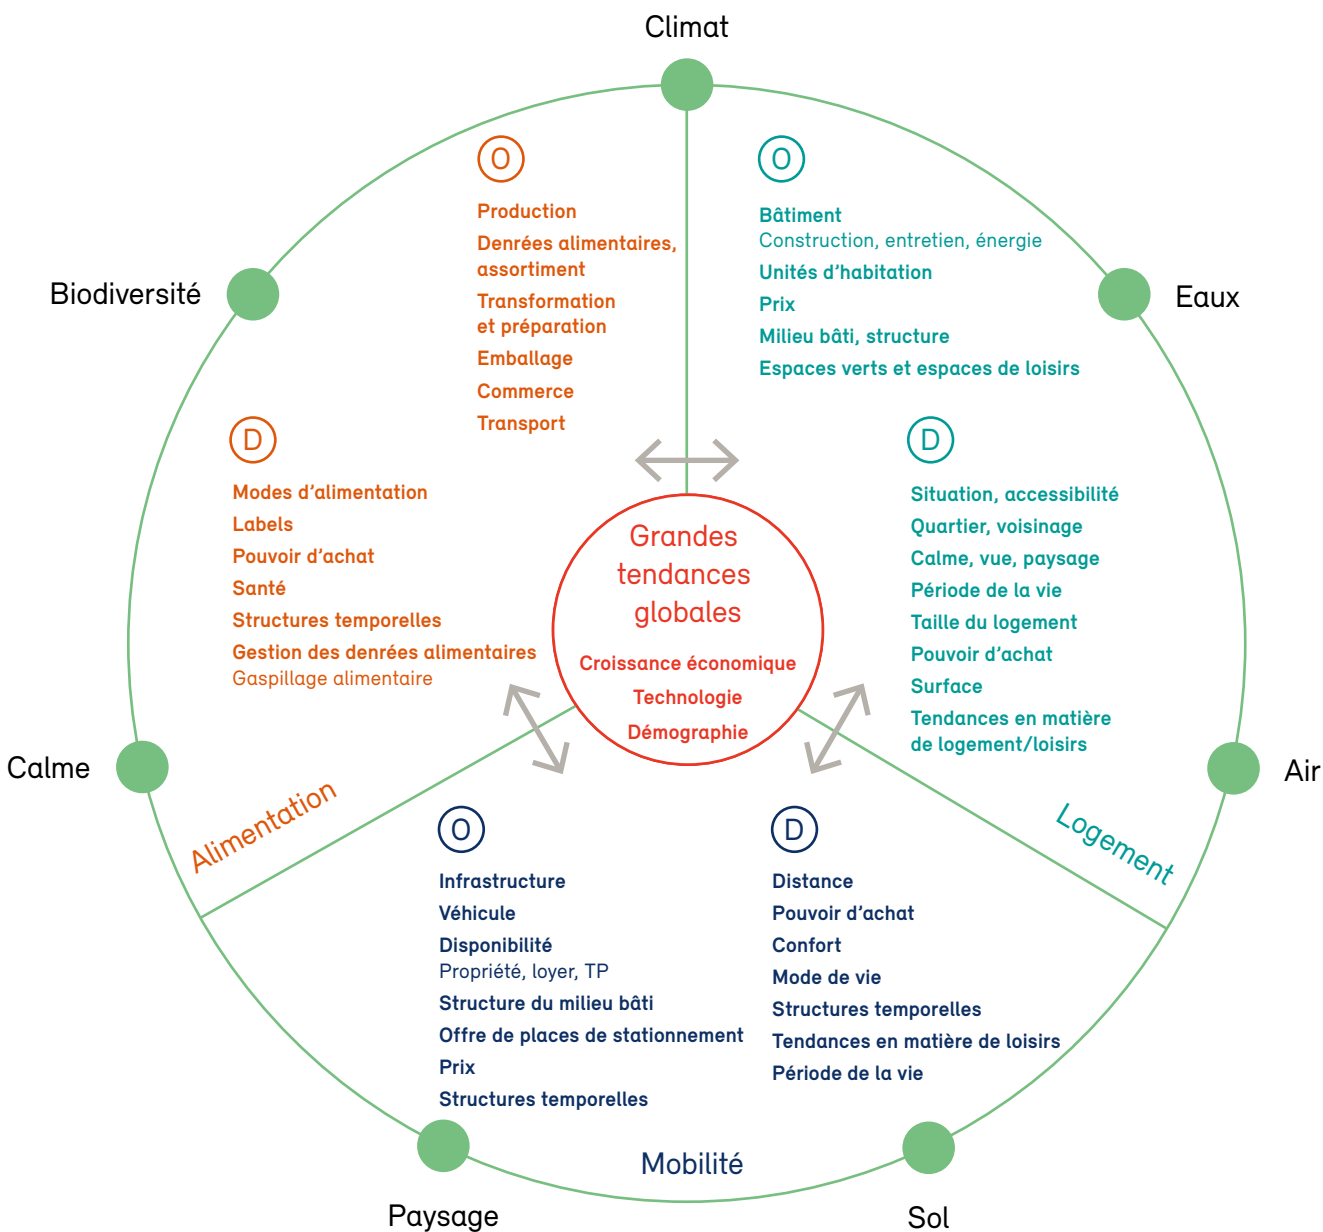 Climat
Biodiversité
Eaux
Calme
Air
Paysage
Sol
O
Production
Denrées alimentaires,
assortiment
Transformation
et préparation
Emballage
Commerce
Transport
D
Modes d'alimentation
Labels
Pouvoir d'achat
Santé
Structures temporelles
Gestion des denrées alimentaires
Gaspillage alimentaire
Alimentation
O
Bâtiment
Construction, entretien, énergie
Unités d'habitation
Prix
Milieu bâti, structure
Espaces verts et espaces de loisirs
D
Situation, accessibilité
Quartier, voisinage
Calme, vue, paysage
Période de la vie
Taille du logement
Pouvoir d'achat
Surface
Tendances en matière
de logement/loisirs
Logement
Grandes
tendances
globales
Croissance économique
Technologie
Démographie
O
Infrastructure
Véhicule
Disponibilité
Propriété, loyer, TP
Structure du milieu bâti
Offre de places de stationnement
Prix
Structures temporelles
D
Distance
Pouvoir d'achat
Confort
Mode de vie
Structures temporelles
Tendances en matière de loisirs
Période de la vie
Mobilité